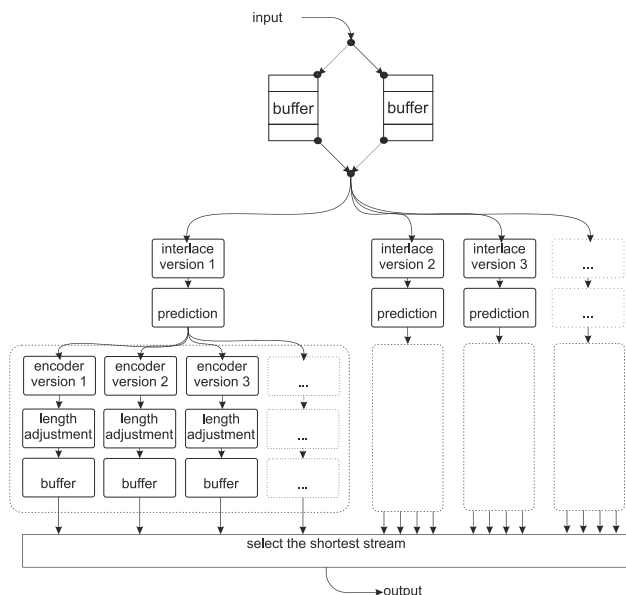 input
buffer buffer
interlace interlace interlace
version 1 version 2 version 3 ...
prediction prediction prediction ...
encoder encoder encoder
version 1 version 2 version 3 ...
length length length
adjustment adjustment adjustment ...
buffer buffer buffer ...
select the shortest stream
output